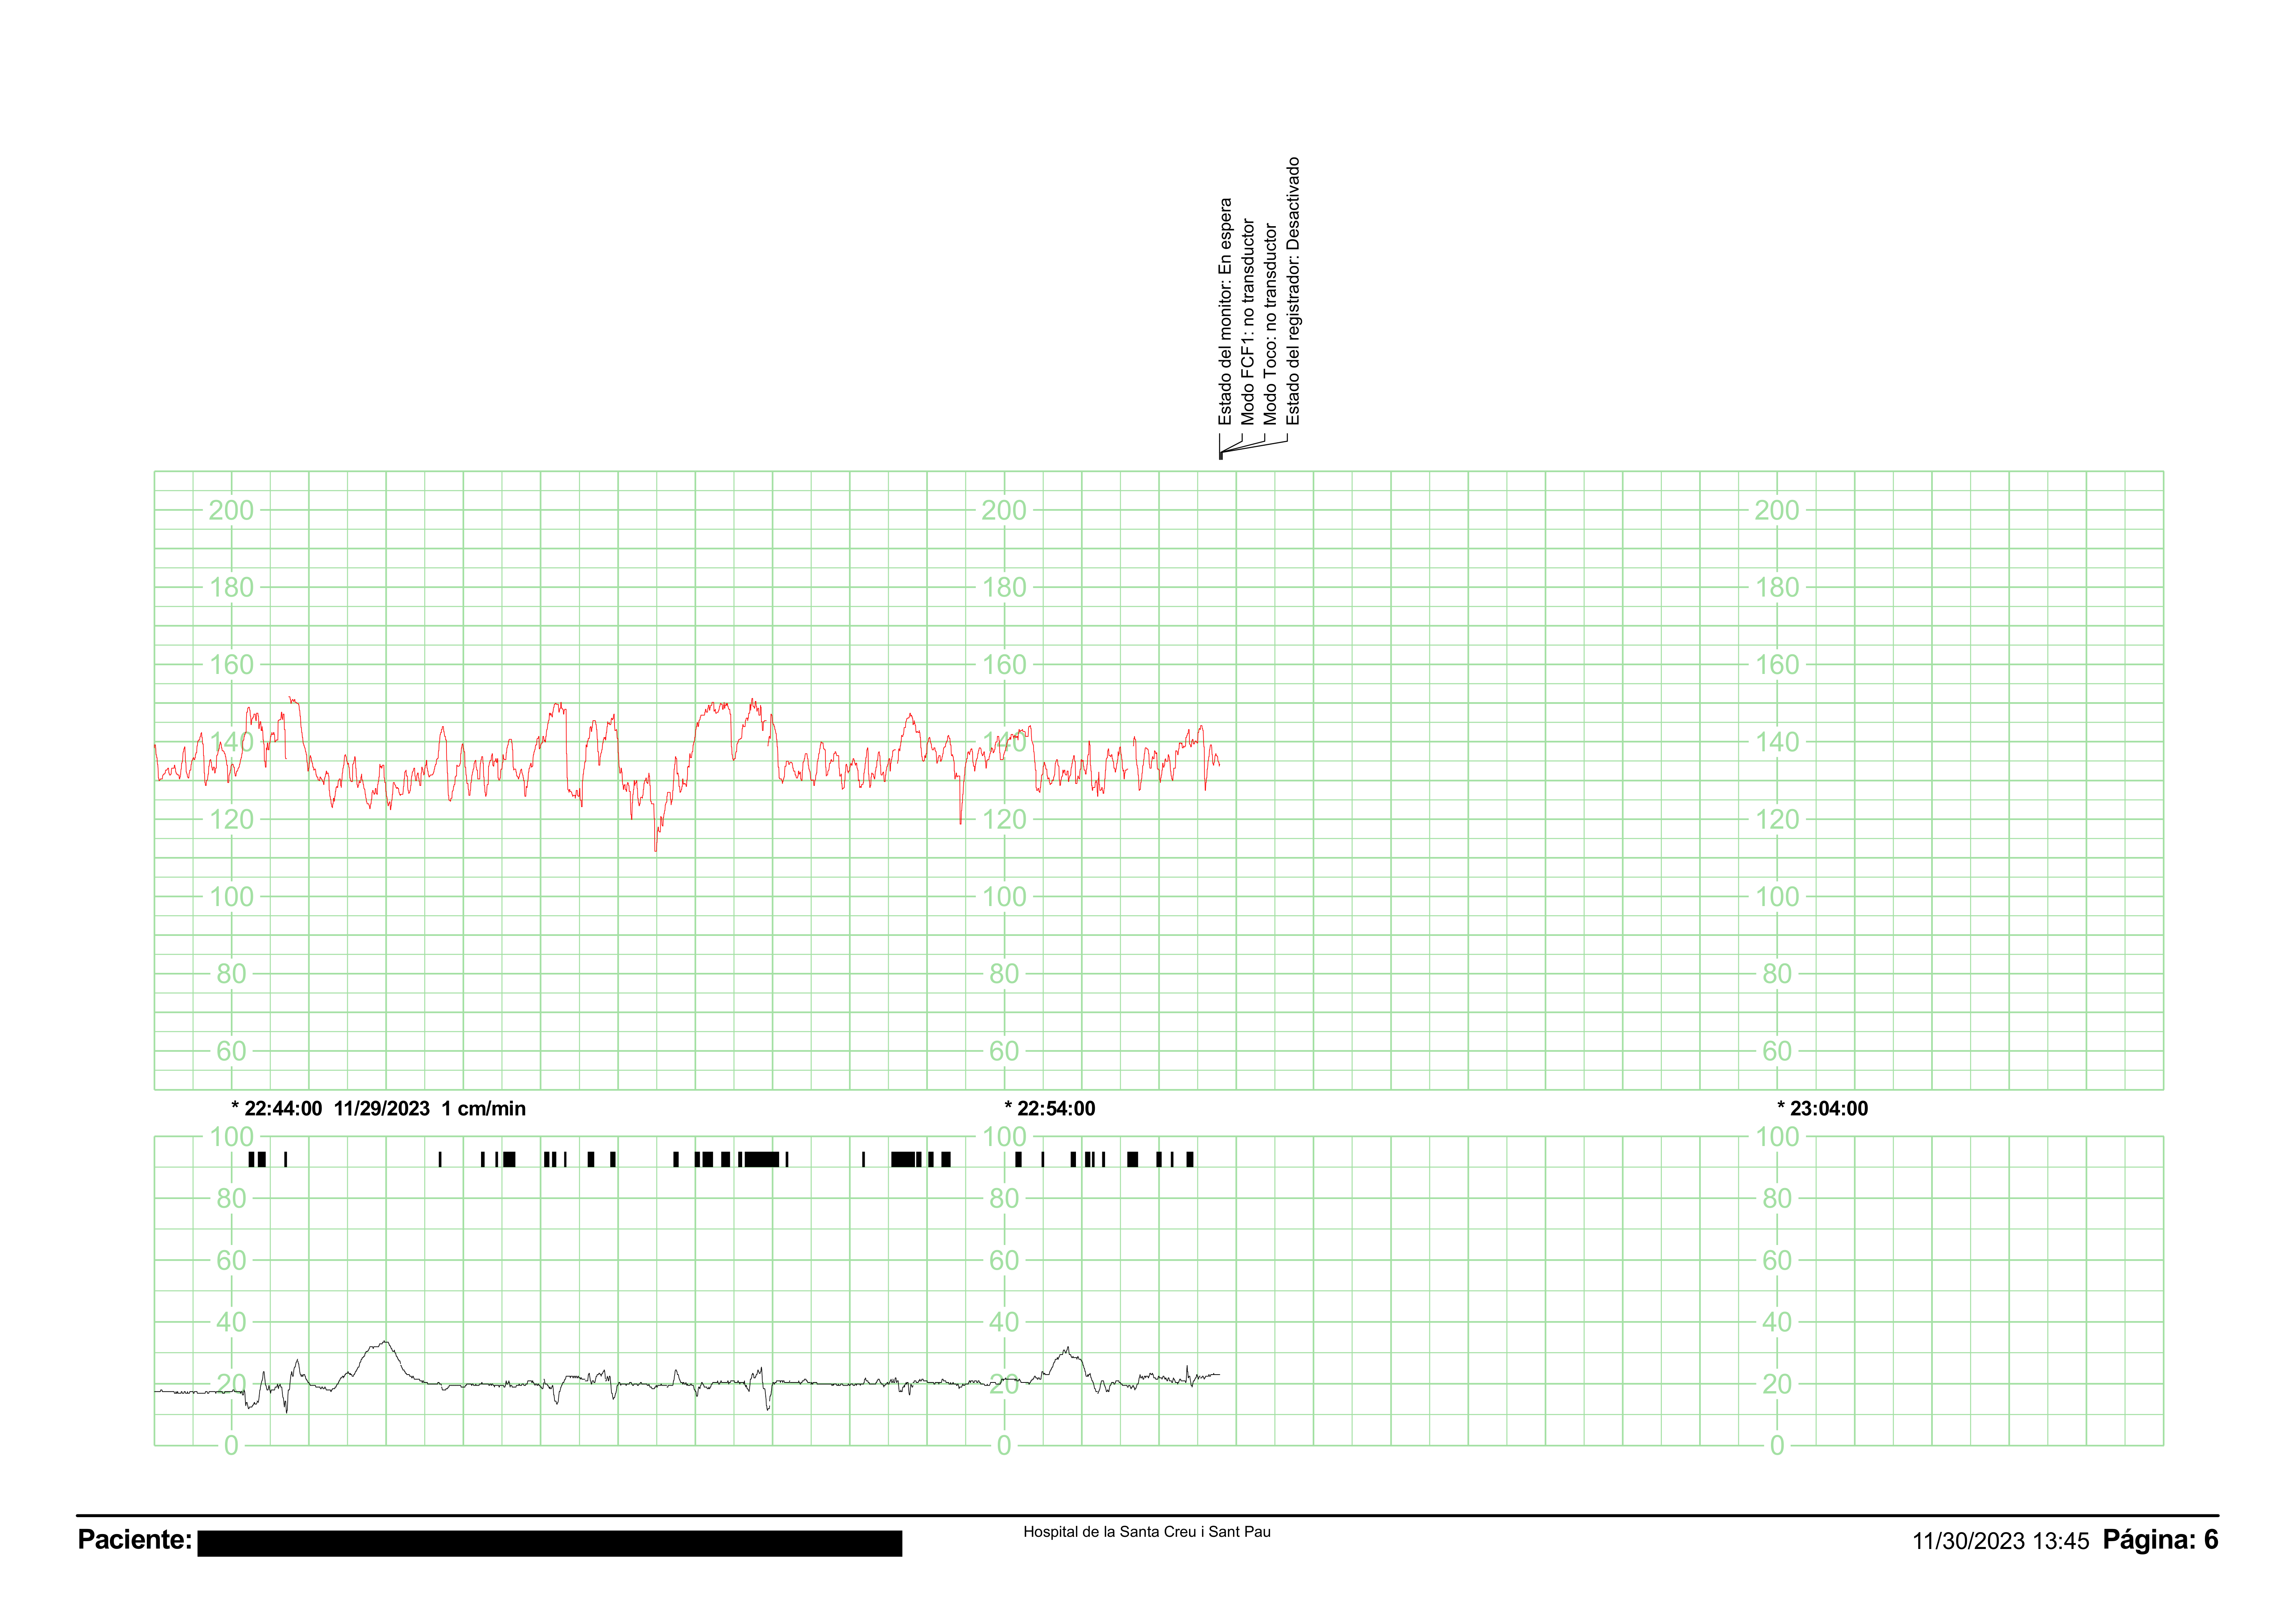 Estado del monitor: En espera
Modo FCF1: no transductor
Modo Toco: no transductor
Estado del registrador: Desactivado
200 200 200
180 180 180
160 160 160
140 140 140
120 120 120
100 100 100
80 80 80
60 60 60
* 22:44:00 11/29/2023 1 cm/min * 22:54:00 * 23:04:00
100 100 100
80 80 80
60 60 60
40 40 40
20 20 20
0 0 0
Paciente: Hospital de la Santa Creu i Sant Pau 11/30/2023 13:45 Página: 6